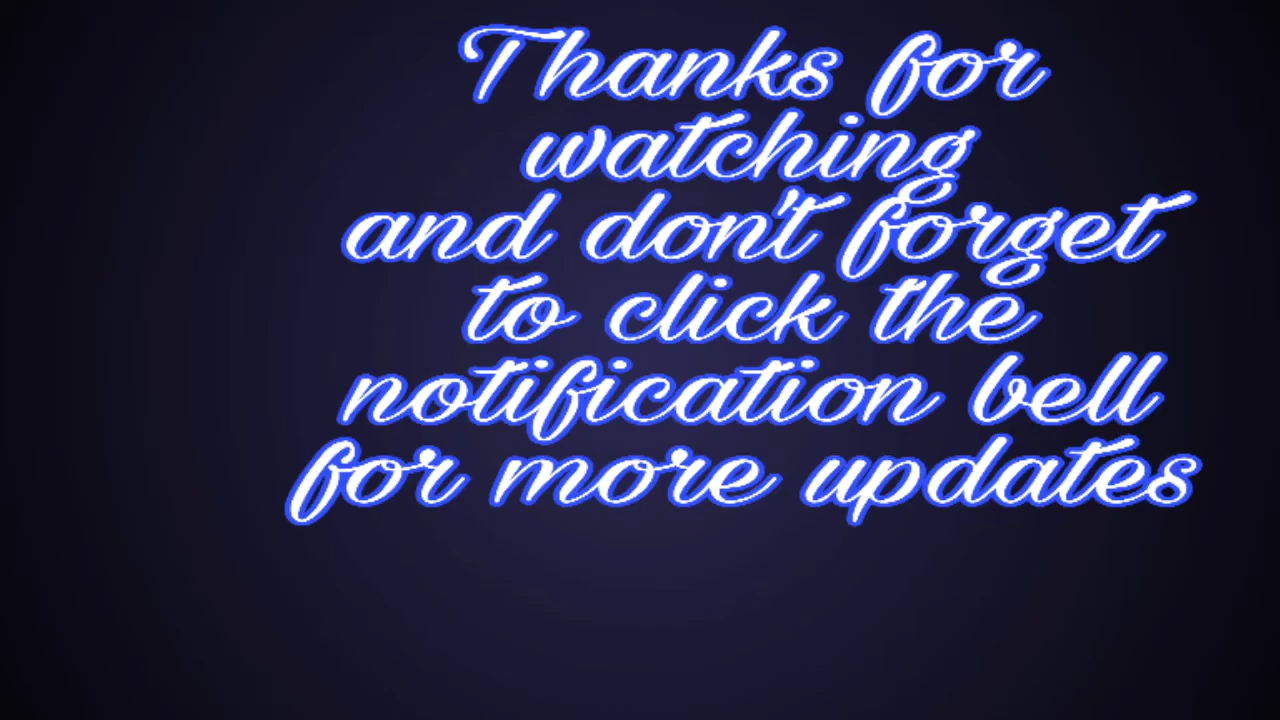 Thanks for
watching
and don't forget
to click the
notification bell
for more updates